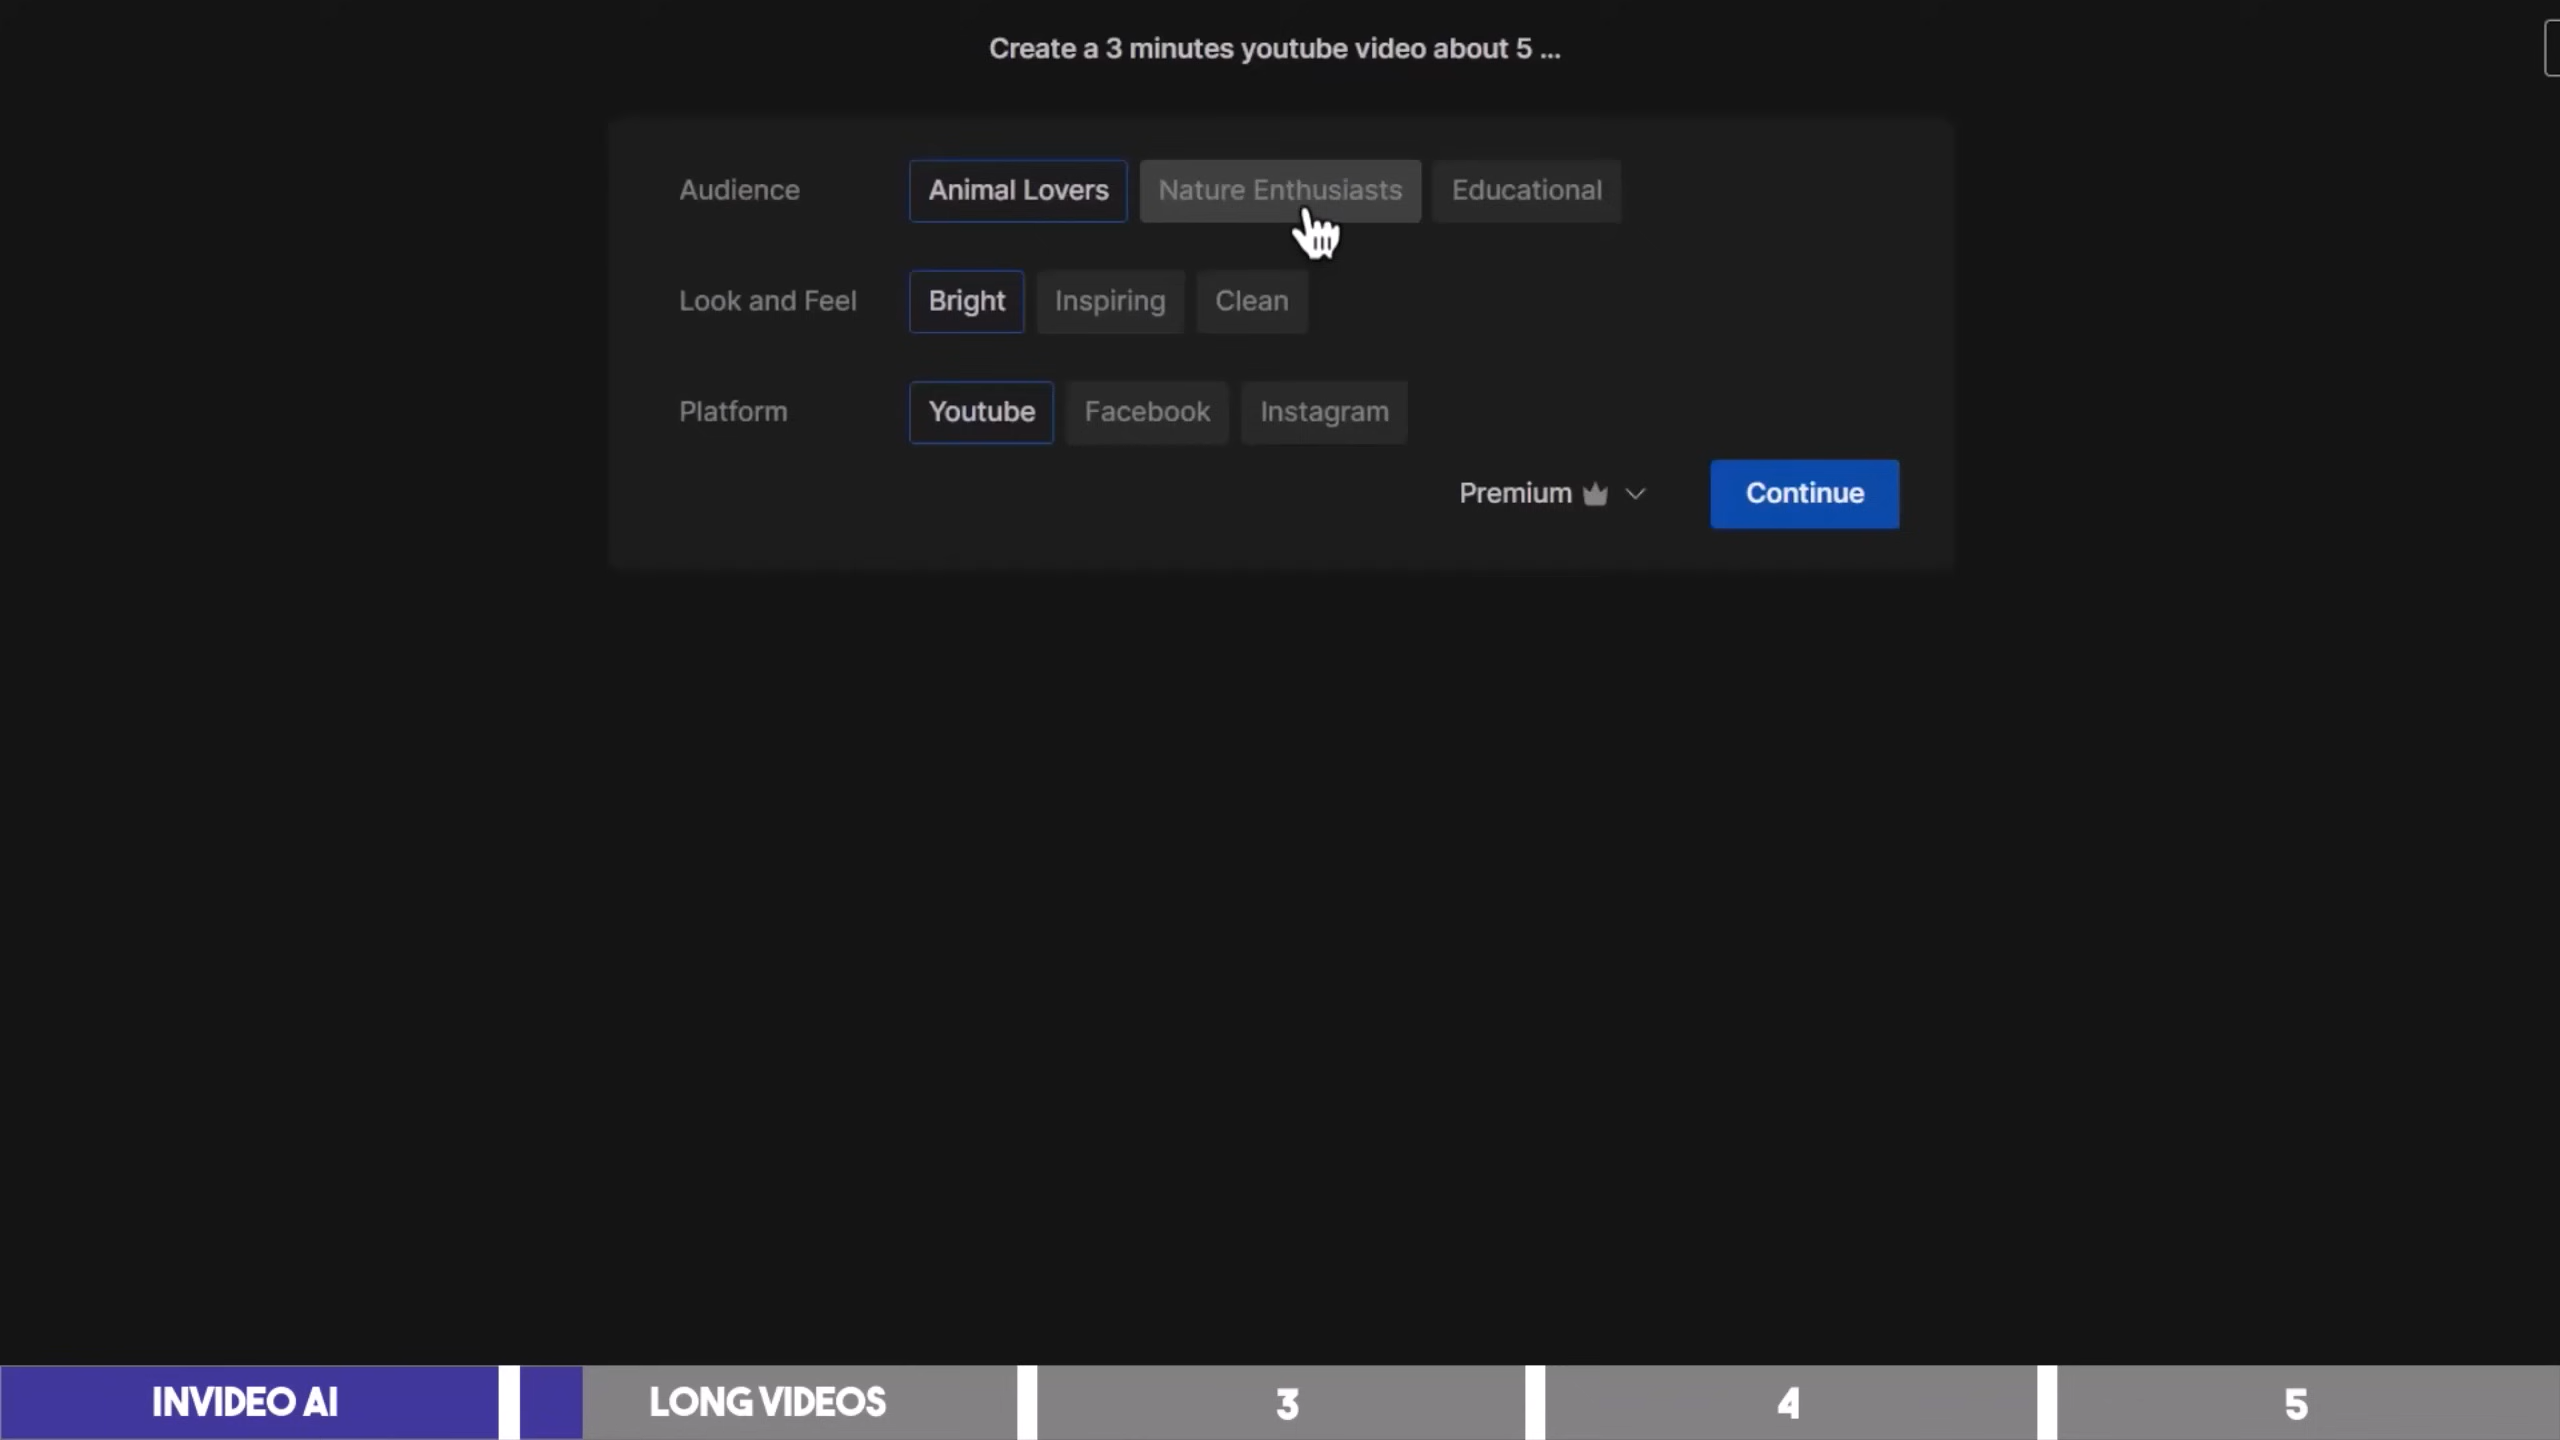 Create a 3 minutes youtube video about 5 ...
Audience Animal Lovers Nature Enthusiasts Educational
Look and Feel Bright Inspiring Clean
Platform Youtube Facebook Instagram
Premium Continue
INVIDEO AI LONG VIDEOS 3 4 5